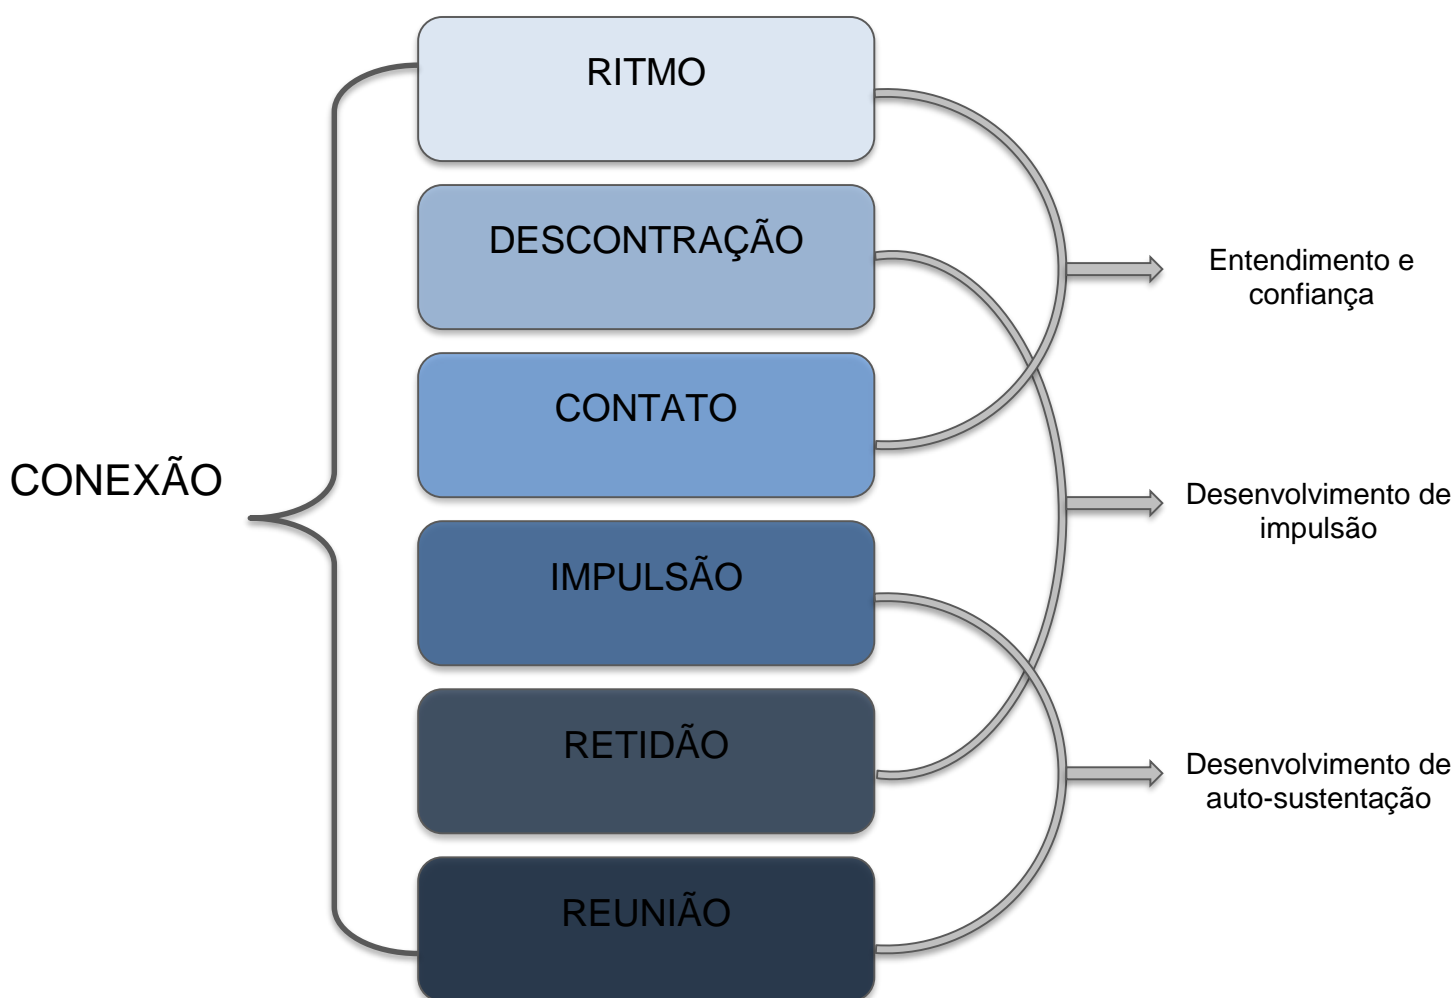 RITMO
DESCONTRAÇÃO
CONTATO
CONEXÃO
IMPULSÃO
RETIDÃO
REUNIÃO
Entendimento e
confiança
Desenvolvimento de
impulsão
Desenvolvimento de
auto-sustentação